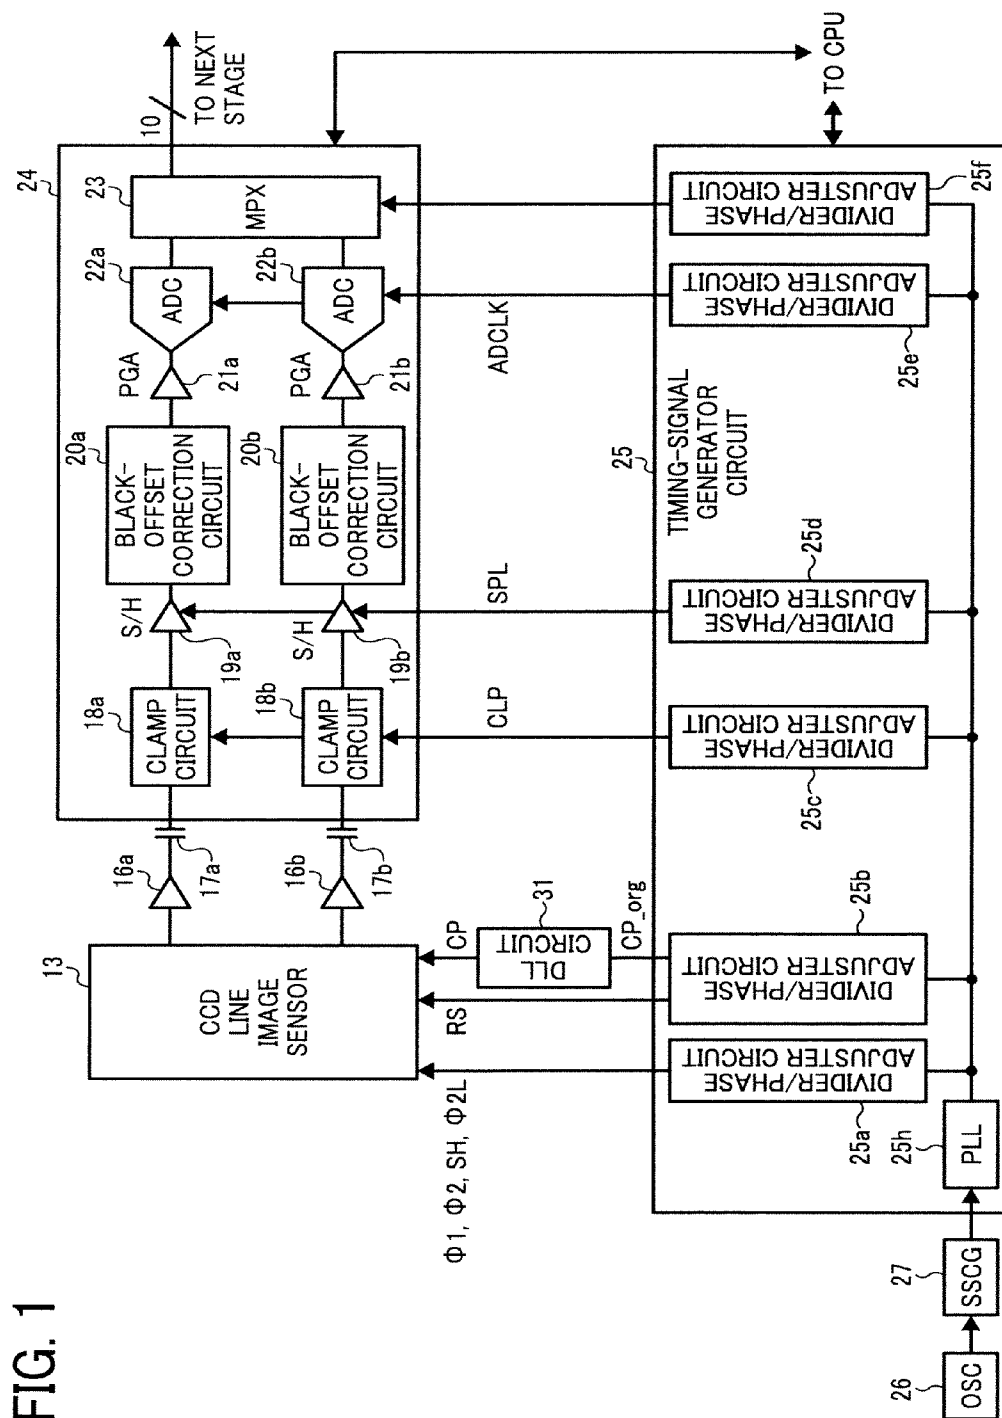 FIG. 1
24
23
MPX
10
TO NEXT
STAGE
22a
ADC
22b
ADC
PGA
21a
PGA
21b
20a
BLACK-
OFFSET
CORRECTION
CIRCUIT
20b
BLACK-
OFFSET
CORRECTION
CIRCUIT
S/H
19a
S/H
19b
18a
CLAMP
CIRCUIT
18b
CLAMP
CIRCUIT
16a
17a
16b
17b
13
CCD
LINE
IMAGE
SENSOR
TO CPU
ADCLK
SPL
CLP
CP
31
DLL
CIRCUIT
CP_org
RS
Φ1, Φ2, SH, Φ2L
25
TIMING-SIGNAL
GENERATOR
CIRCUIT
25f
DIVIDER/PHASE
ADJUSTER CIRCUIT
25e
DIVIDER/PHASE
ADJUSTER CIRCUIT
25d
DIVIDER/PHASE
ADJUSTER CIRCUIT
25c
DIVIDER/PHASE
ADJUSTER CIRCUIT
25b
DIVIDER/PHASE
ADJUSTER CIRCUIT
25a
DIVIDER/PHASE
ADJUSTER CIRCUIT
25h
PLL
27
SSCG
26
OSC